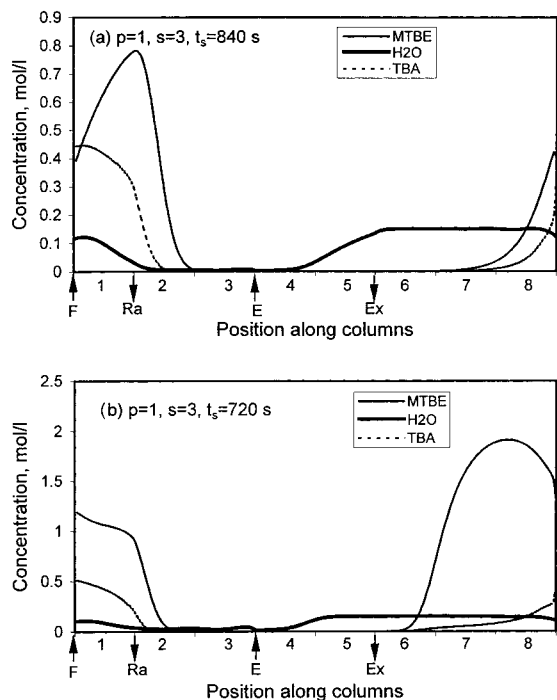 0.9
(a) p=1, s=3, tₛ=840 s
MTBE
0.8
H2O
0.7
TBA
0.6
0.5
0.4
0.3
0.2
0.1
0
1 2 3 4 5 6 7 8
F Ra E Ex
Position along columns
Concentration, mol/l
2.5
(b) p=1, s=3, tₛ=720 s
MTBE
H2O
2
TBA
1.5
1
0.5
0
1 2 3 4 5 6 7 8
F Ra E Ex
Position along columns
Concentration, mol/l